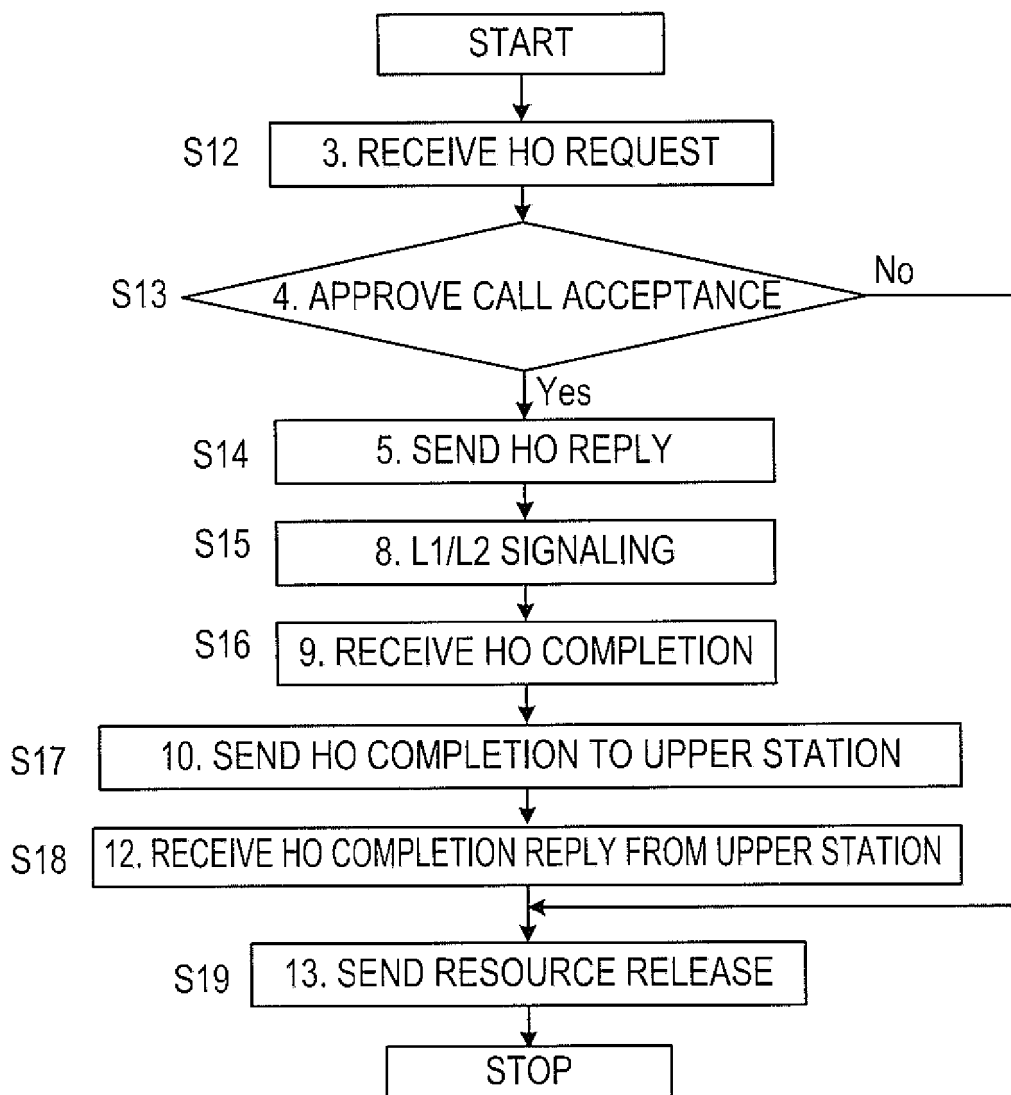 START
S12
3. RECEIVE HO REQUEST
S13
4. APPROVE CALL ACCEPTANCE
No
Yes
S14
5. SEND HO REPLY
S15
8. L1/L2 SIGNALING
S16
9. RECEIVE HO COMPLETION
S17
10. SEND HO COMPLETION TO UPPER STATION
S18
12. RECEIVE HO COMPLETION REPLY FROM UPPER STATION
S19
13. SEND RESOURCE RELEASE
STOP